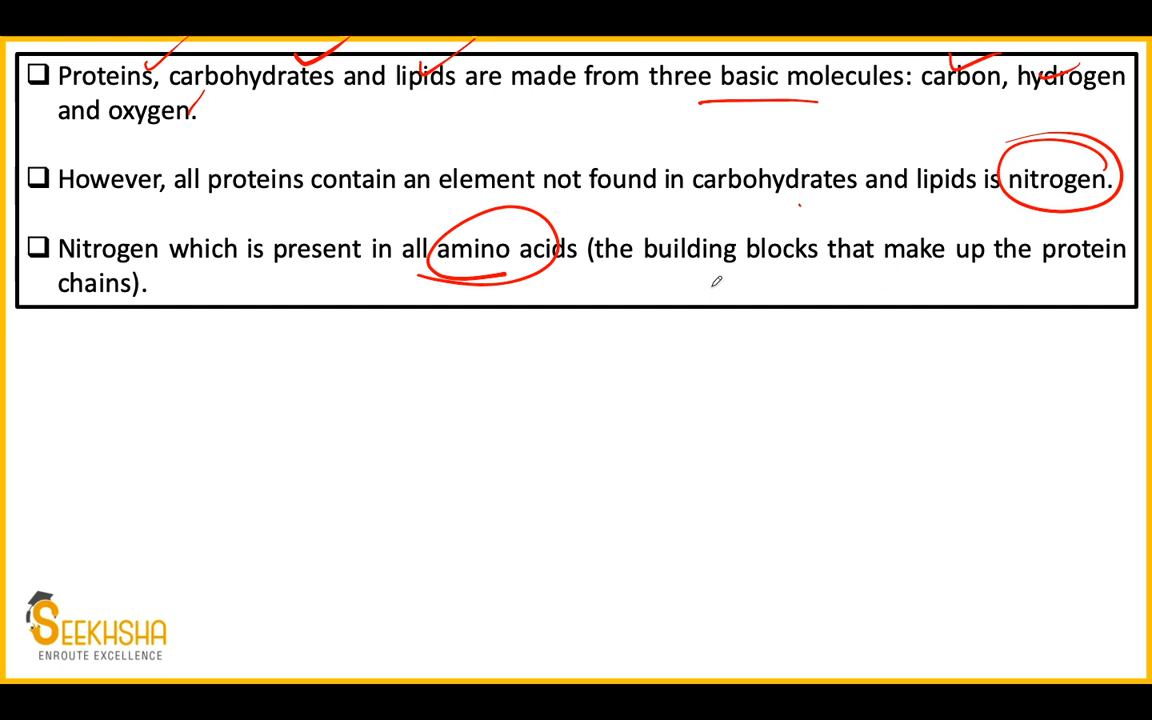 ❑ Proteins, carbohydrates and lipids are made from three basic molecules: carbon, hydrogen
and oxygen.
❑ However, all proteins contain an element not found in carbohydrates and lipids is nitrogen.
❑ Nitrogen which is present in all amino acids (the building blocks that make up the protein
chains).
SEEKHSHA
ENROUTE EXCELLENCE